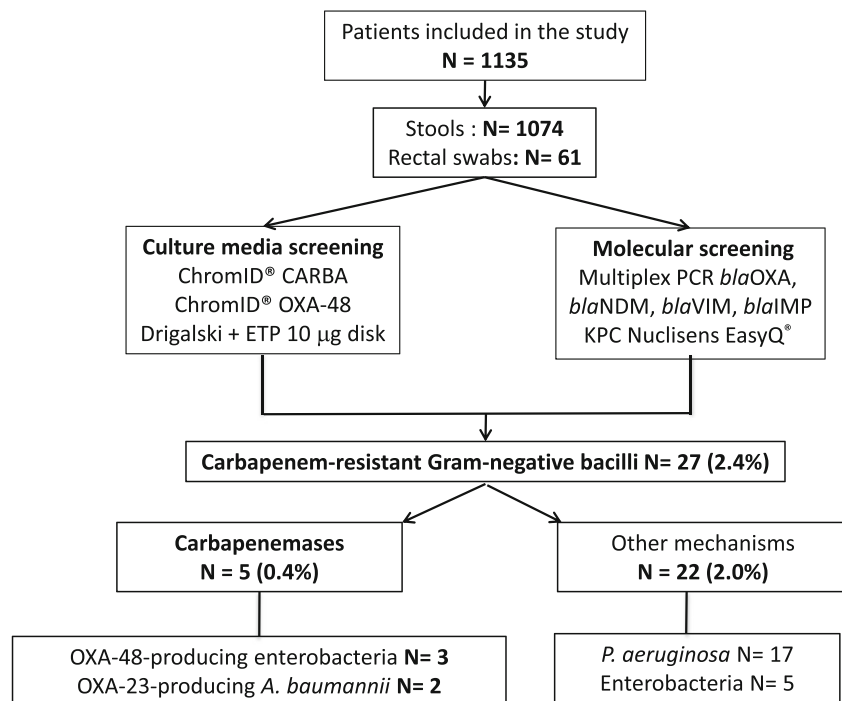 Patients included in the study
N = 1135
Stools : N= 1074
Rectal swabs: N= 61
Culture media screening
ChromID® CARBA
ChromID® OXA-48
Drigalski + ETP 10 µg disk
Molecular screening
Multiplex PCR blaOXA,
blaNDM, blaVIM, blaIMP
KPC Nuclisens EasyQ®
Carbapenem-resistant Gram-negative bacilli N= 27 (2.4%)
Carbapenemases
N = 5 (0.4%)
Other mechanisms
N = 22 (2.0%)
OXA-48-producing enterobacteria N= 3
OXA-23-producing A. baumannii N= 2
P. aeruginosa N= 17
Enterobacteria N= 5